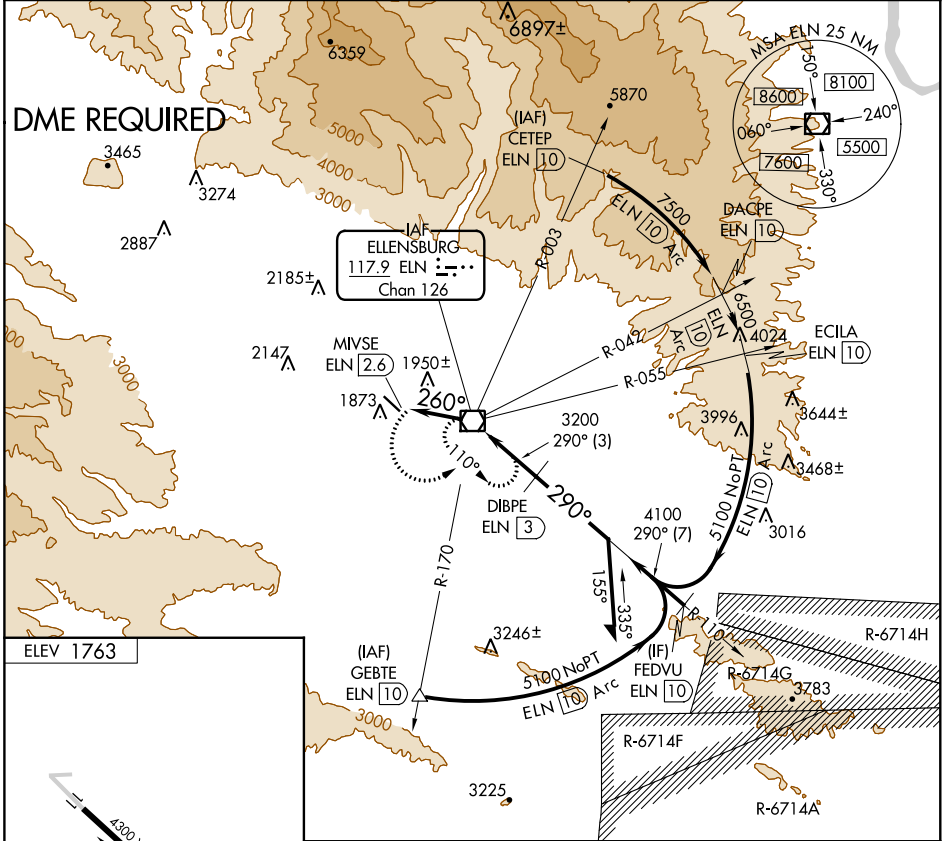 6897±
6359
MSA ELN 25 NM
150°
8100
8600
240°
060°
5500
7600
330°
DME REQUIRED
5870
(IAF)
CETEP
ELN 10
5000
4000
3000
3465
3274
7500
ELN 10 Arc
DACPE
ELN 10
2887
IAF
ELLENSBURG
117.9 ELN
Chan 126
R-003
2185±
6500
ELN 10 Arc
4024
ECILA
ELN 10
R-042
R-055
MIVSE
ELN 2.6
2147
3000
3000
1950±
1873
260°
3200
290° (3)
3996
3644±
110°
3468±
DIBPE
ELN 3
290°
5100 NoPT
ELN 10 Arc
4100
290° (7)
3016
R-170
155°
335°
R-110
R-6714H
ELEV 1763
3246±
(IAF)
GEBTE
ELN 10
5100 NoPT
ELN 10 Arc
(IF)
FEDVU
ELN 10
R-6714G
3783
3000
R-6714F
3225
R-6714A
4300